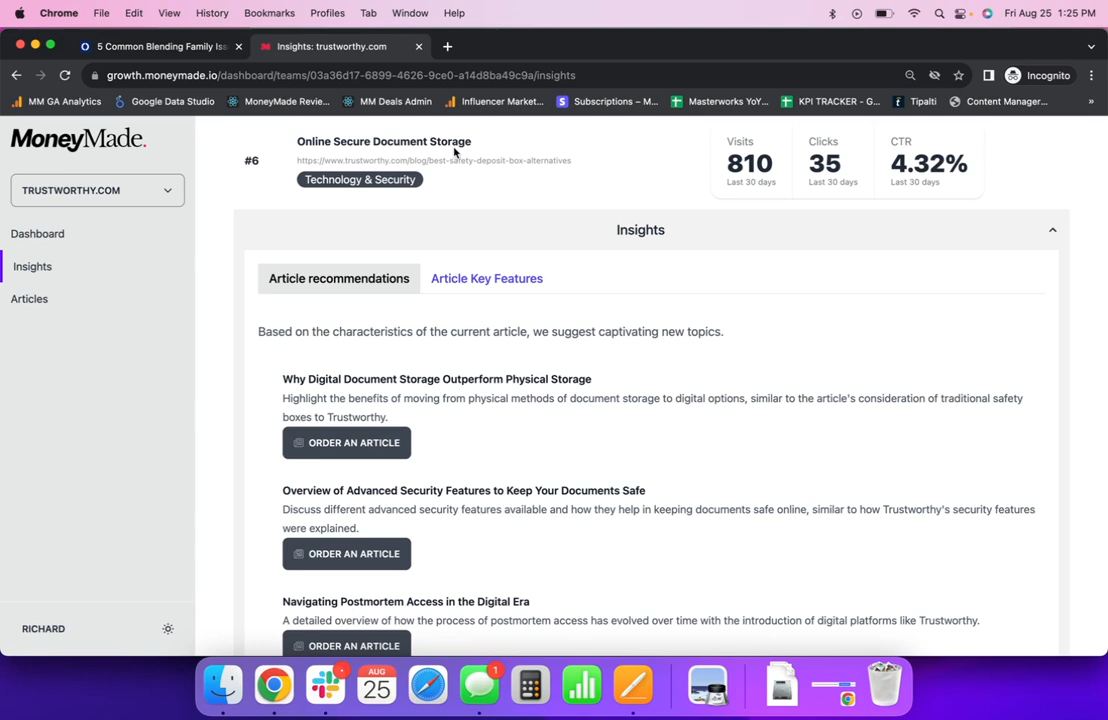 Chrome File Edit View History Bookmarks Profiles Tab Window Help Fri Aug 25 1:25 PM
5 Common Blending Family Iss Insights: trustworthy.com
growth.moneymade.io/dashboard/teams/03a36d17-6899-4626-9ce0-a14d8ba49c9a/insights Incognito
MM GA Analytics Google Data Studio MoneyMade Revie... MM Deals Admin Influencer Market... Subscriptions – M... Masterworks YoY... KPI TRACKER - G... Tipalti Content Manager... »
MoneyMade.
TRUSTWORTHY.COM
Dashboard
Insights
Articles
RICHARD
#6
Online Secure Document Storage
https://www.trustworthy.com/blog/best-safety-deposit-box-alternatives
Technology & Security
Visits
810
Last 30 days
Clicks
35
Last 30 days
CTR
4.32%
Last 30 days
Insights
Article recommendations Article Key Features
Based on the characteristics of the current article, we suggest captivating new topics.
Why Digital Document Storage Outperform Physical Storage
Highlight the benefits of moving from physical methods of document storage to digital options, similar to the article's consideration of traditional safety
boxes to Trustworthy.
ORDER AN ARTICLE
Overview of Advanced Security Features to Keep Your Documents Safe
Discuss different advanced security features available and how they help in keeping documents safe online, similar to how Trustworthy's security features
were explained.
ORDER AN ARTICLE
Navigating Postmortem Access in the Digital Era
A detailed overview of how the process of postmortem access has evolved over time with the introduction of digital platforms like Trustworthy.
ORDER AN ARTICLE
AUG
25
1